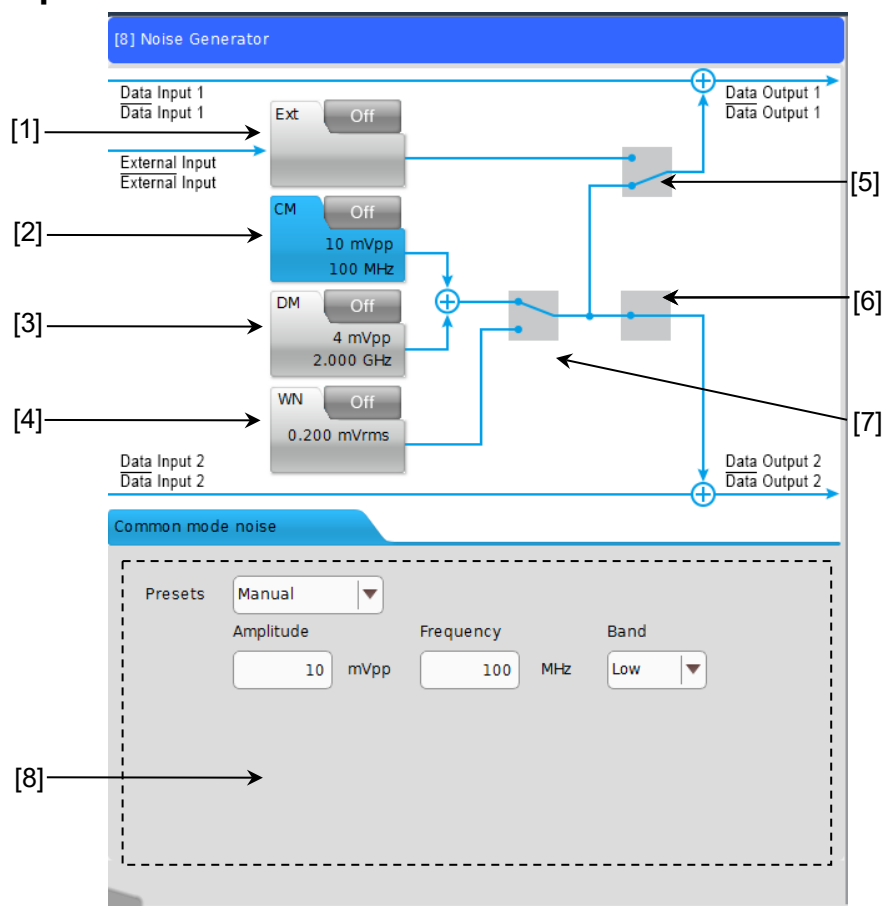 [8] Noise Generator
Data Input 1
Data Input 1
Data Output 1
Data Output 1
Ext
Off
[1]
External Input
External Input
[5]
CM
Off
[2]
10 mVpp
100 MHz
[6]
DM
Off
[3]
4 mVpp
2.000 GHz
WN
Off
[4]
[7]
0.200 mVrms
Data Input 2
Data Input 2
Data Output 2
Data Output 2
Common mode noise
Presets
Manual
Amplitude
Frequency
Band
10 mVpp
100 MHz
Low
[8]